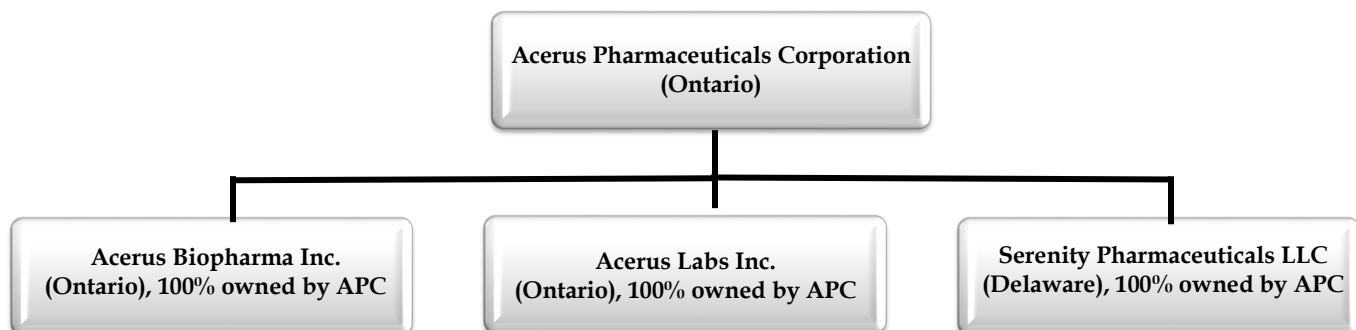 Acerus Pharmaceuticals Corporation
(Ontario)
Acerus Biopharma Inc.
(Ontario), 100% owned by APC
Acerus Labs Inc.
(Ontario), 100% owned by APC
Serenity Pharmaceuticals LLC
(Delaware), 100% owned by APC